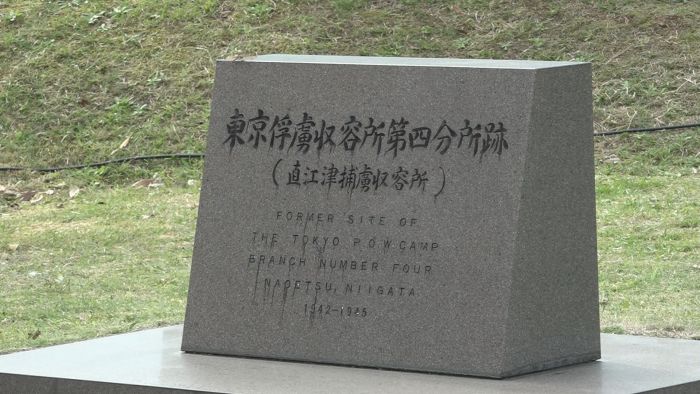 東京俘虜収容所第四分所跡
(直江津捕虜収容所)
FORMER SITE OF
THE TOKYO P.O.W.CAMP
BRANCH NUMBER FOUR
NAOETSU, NIIGATA
1942-1945